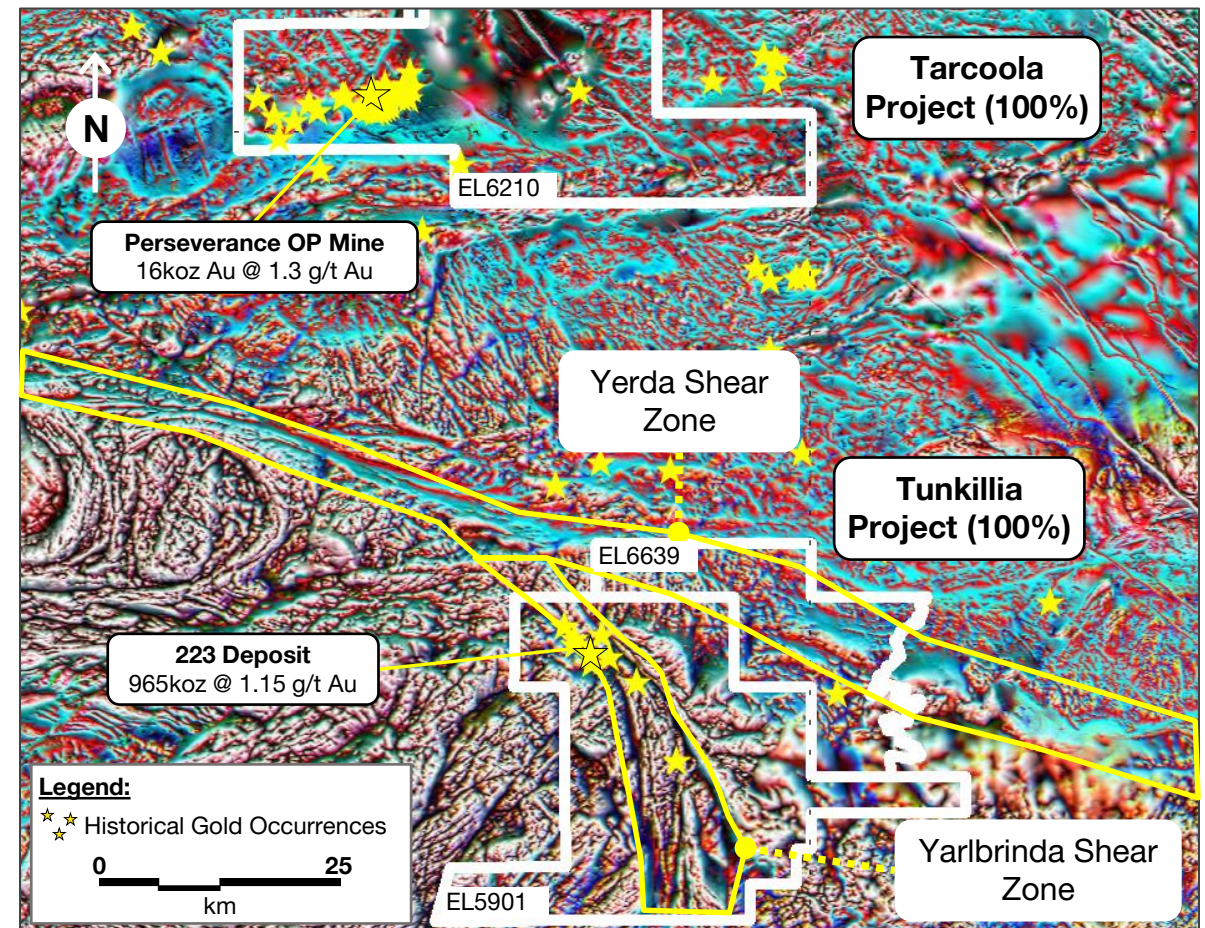 Tarcoola
Project (100%)
N
EL6210
Perseverance OP Mine
16koz Au @ 1.3 g/t Au
Yerda Shear
Zone
Tunkillia
Project (100%)
EL6639
223 Deposit
965koz @ 1.15 g/t Au
Legend:
Historical Gold Occurrences
0 25
km
EL5901
Yarlbrinda Shear
Zone